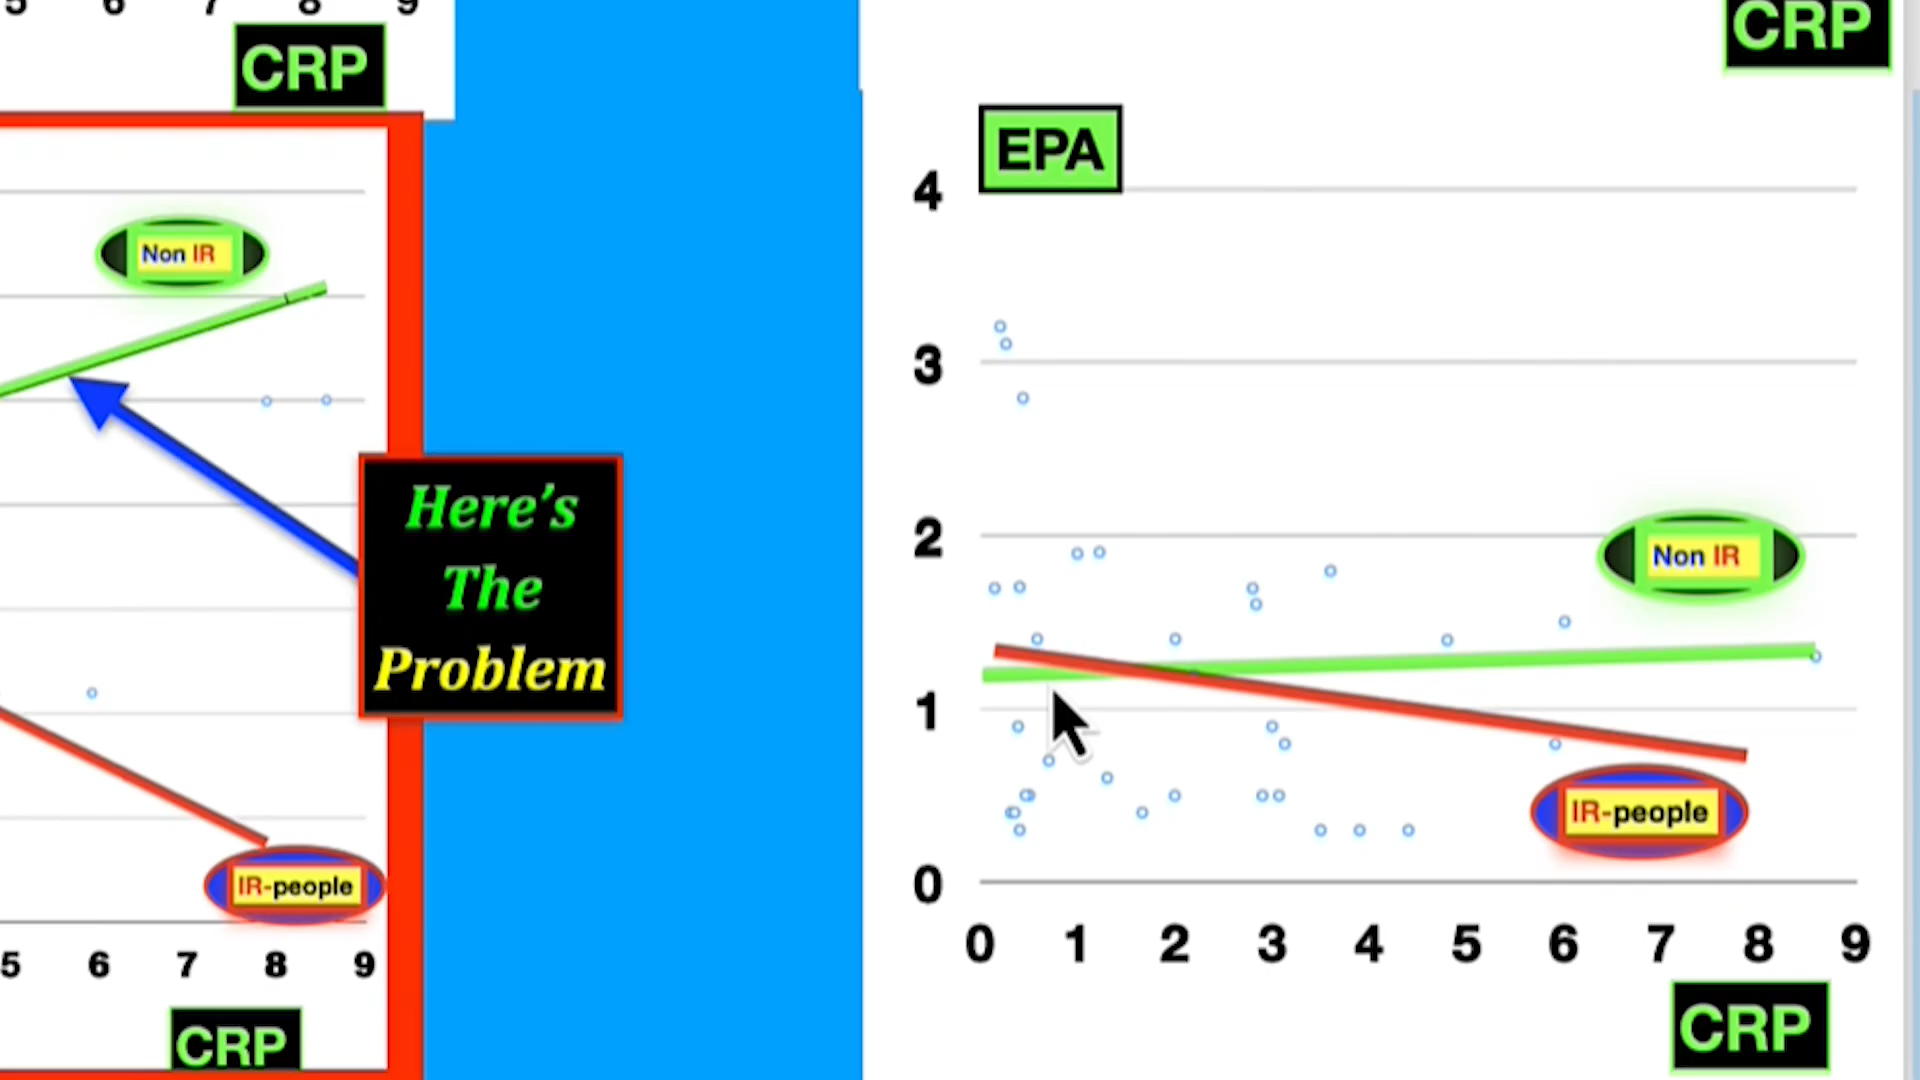 5 6 7 8 9
CRP
Non IR
Here's
The
Problem
IR-people
5 6 7 8 9
CRP
CRP
EPA
4
3
2
1
0
Non IR
IR-people
0 1 2 3 4 5 6 7 8 9
CRP